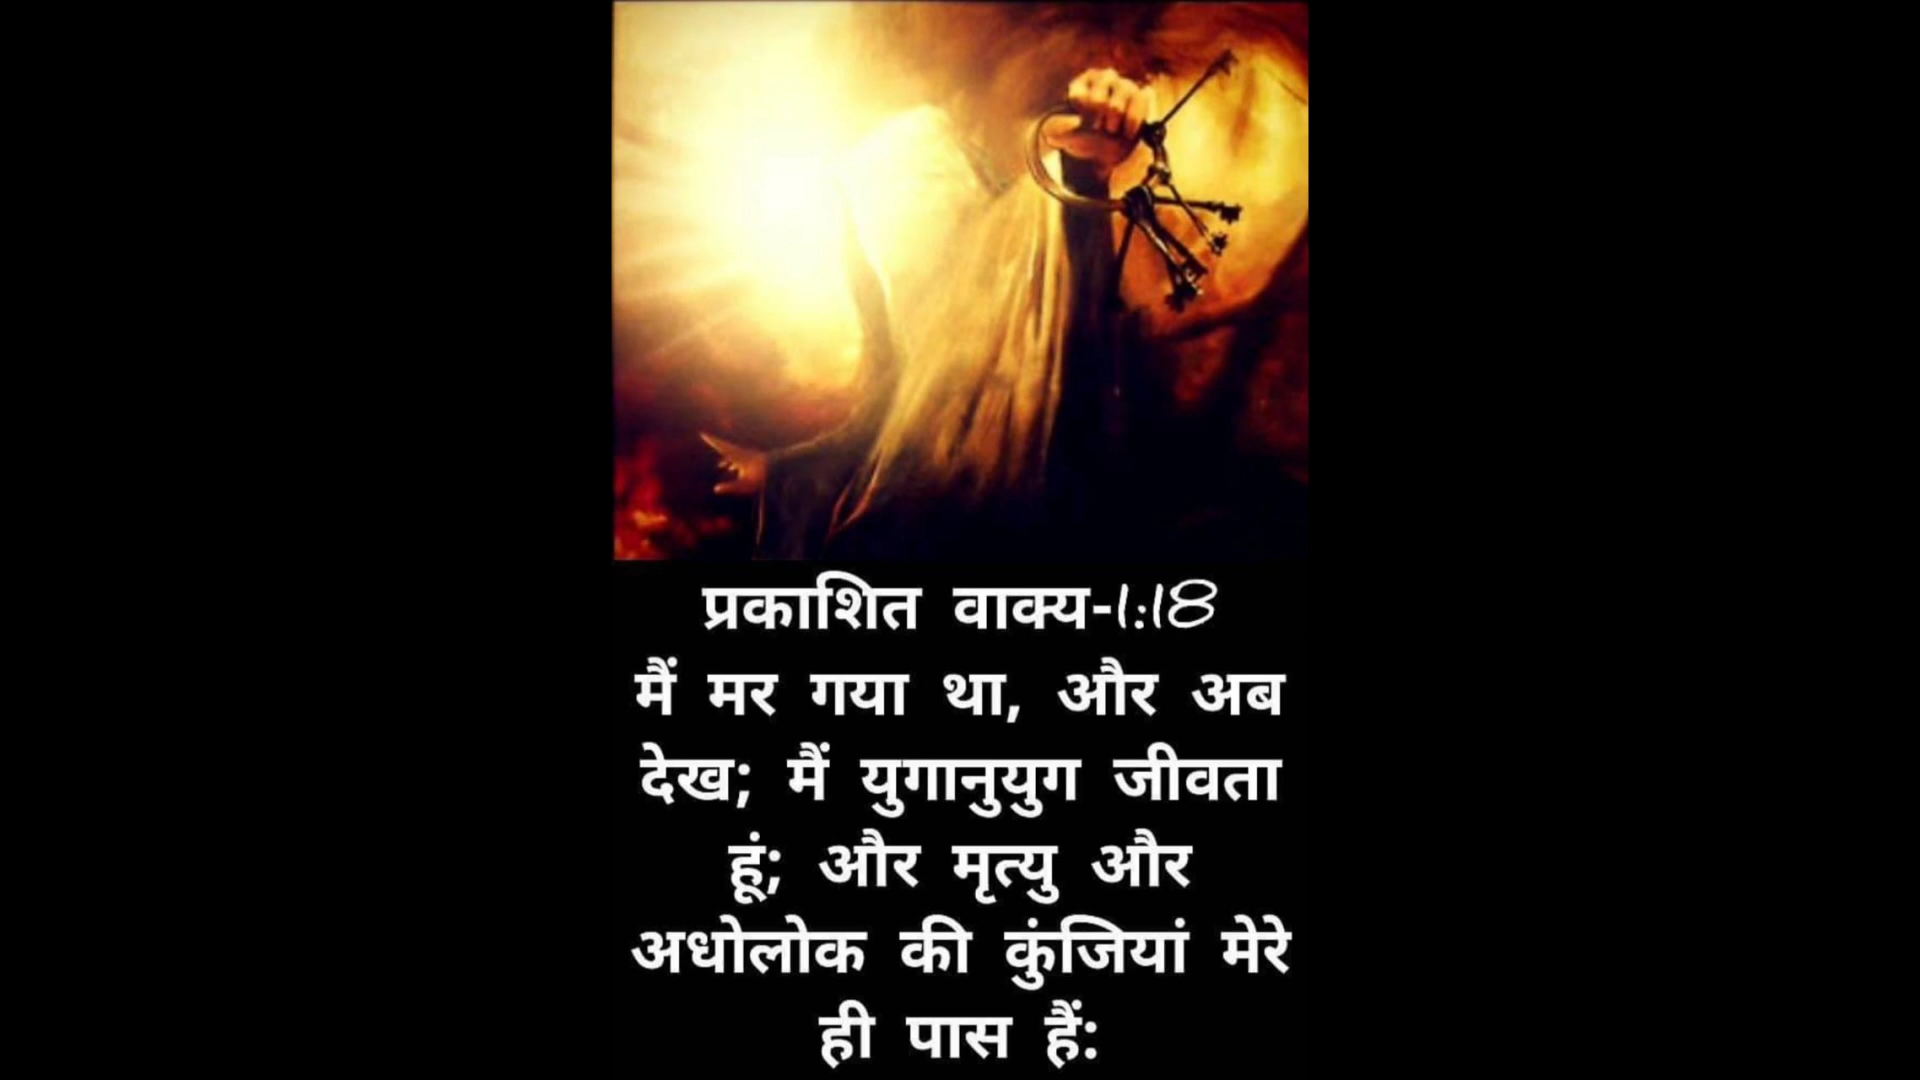 प्रकाशित वाक्य-1:18
मैं मर गया था, और अब
देख; मैं युगानुयुग जीवता
हूं; और मृत्यु और
अधोलोक की कुंजियां मेरे
ही पास हैं: